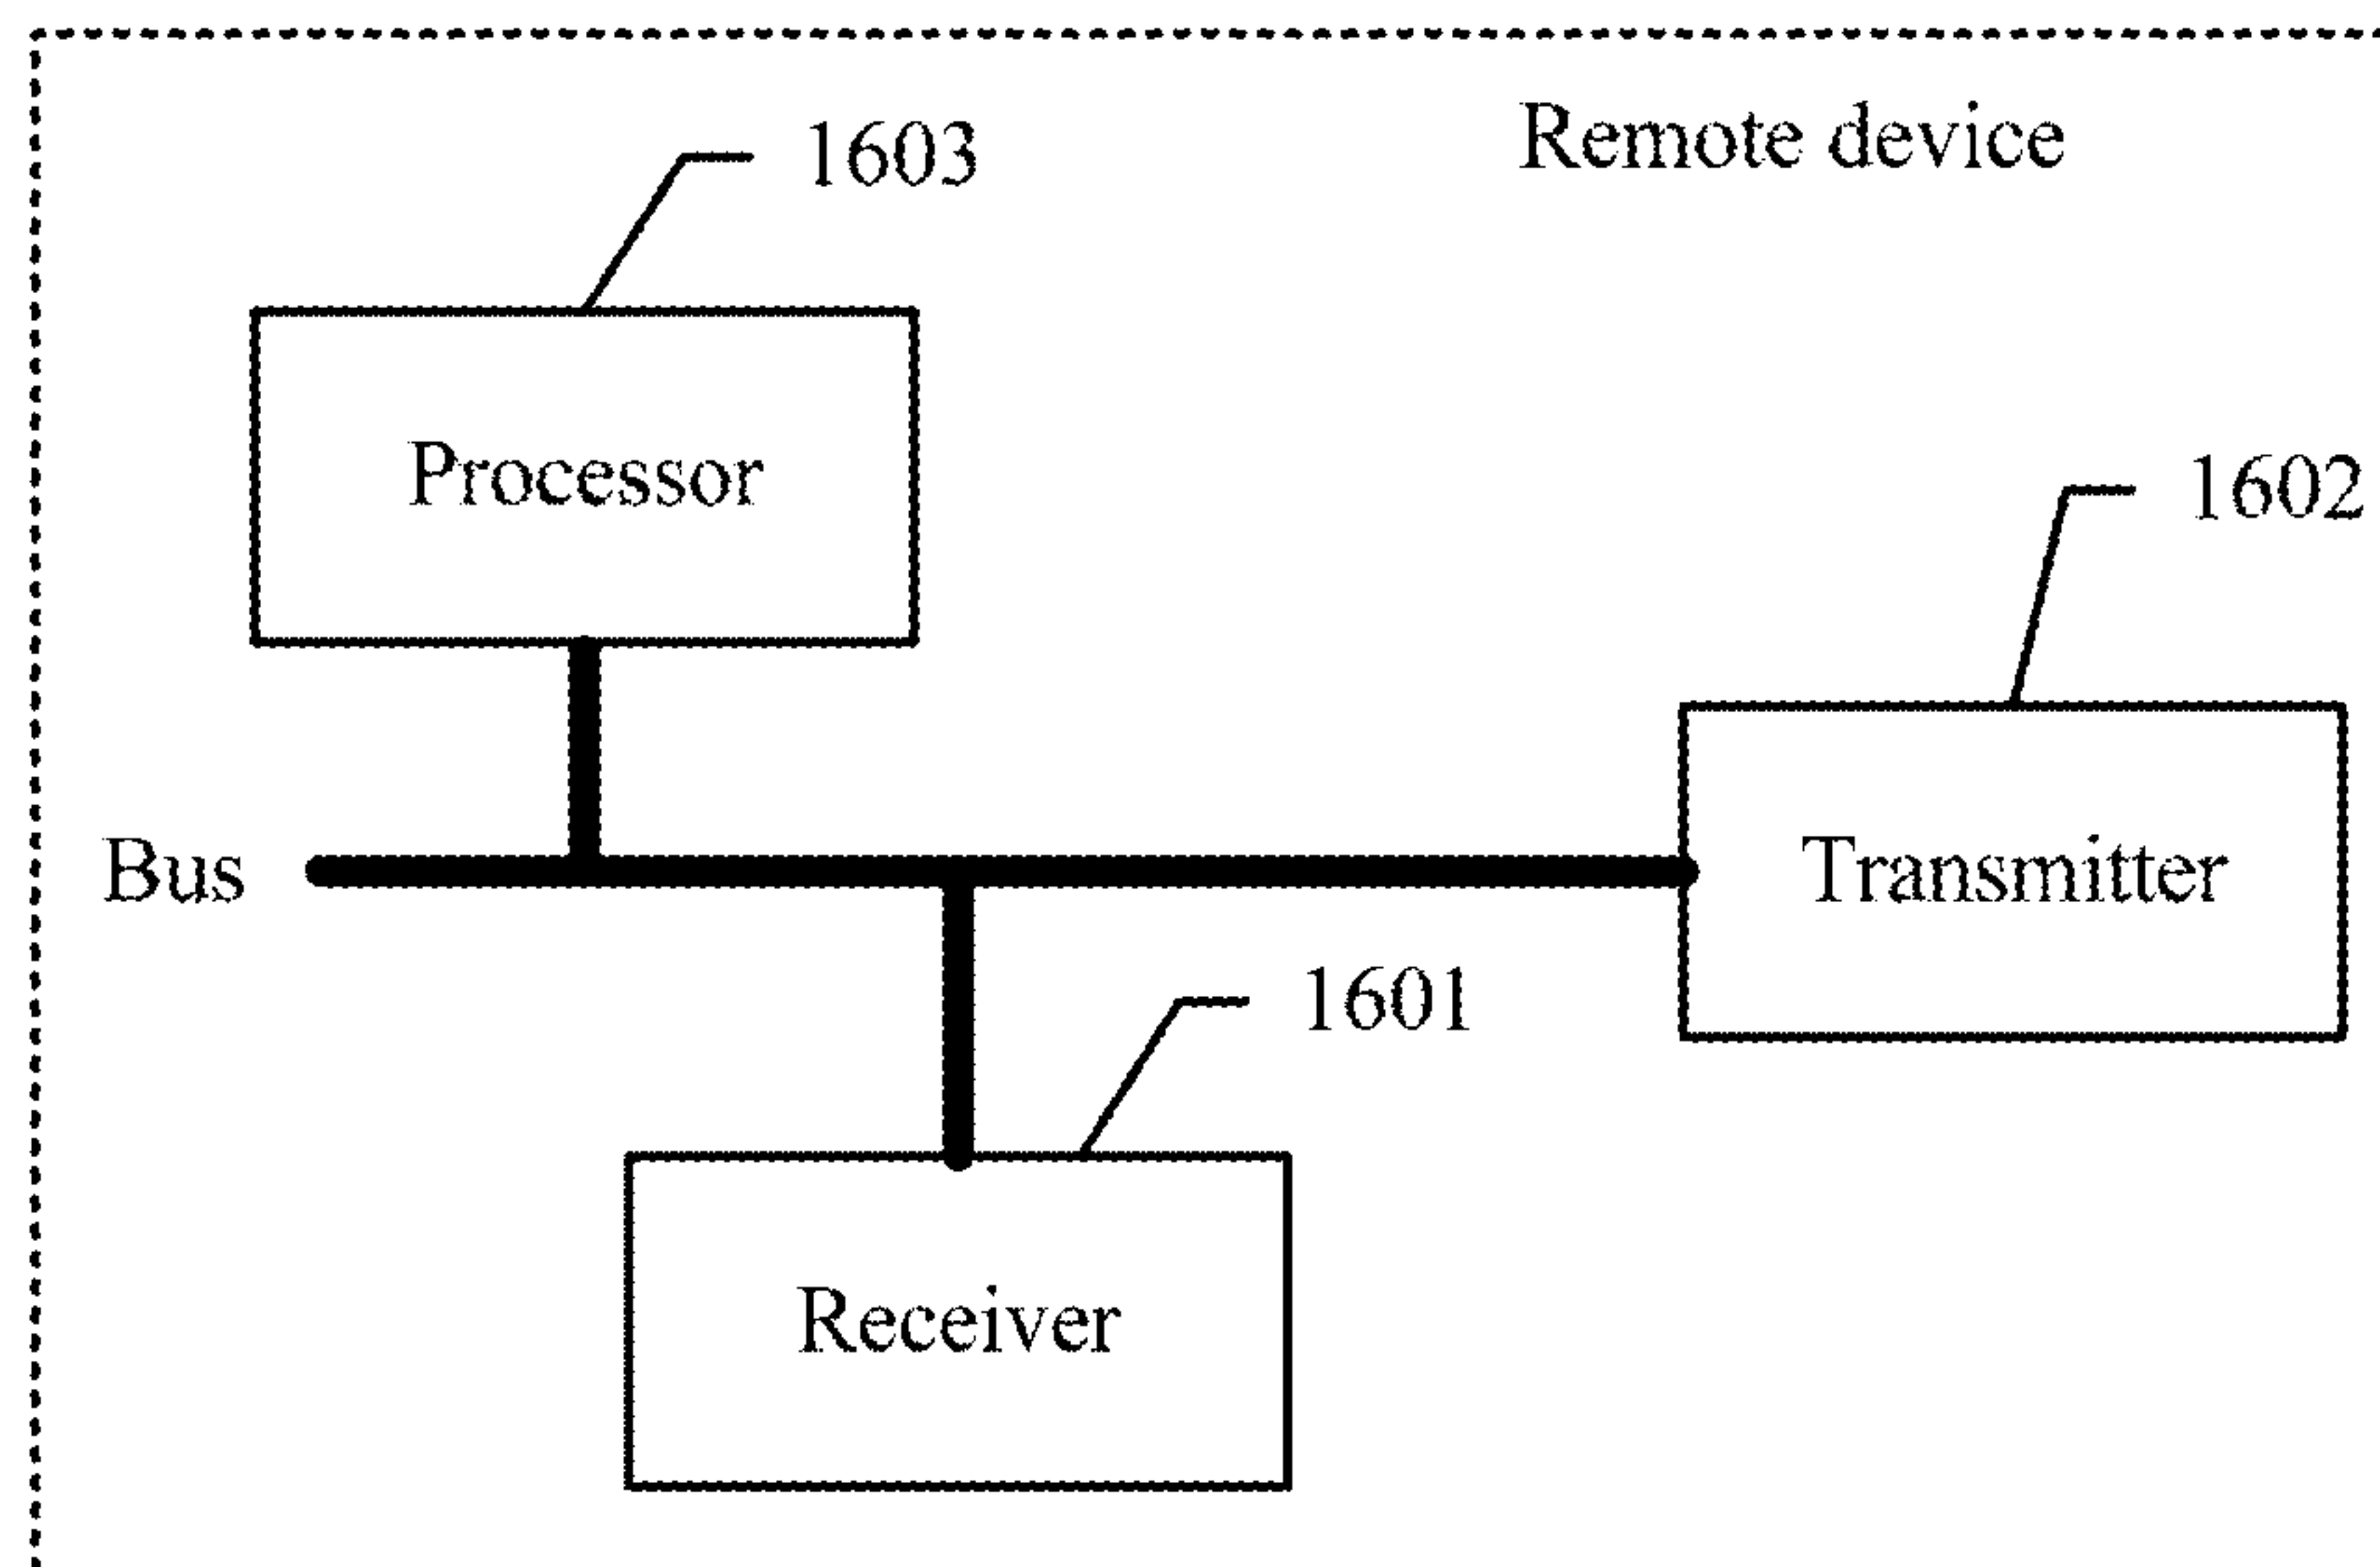 Remote device
1603
Processor
1602
Bus
Transmitter
1601
Receiver